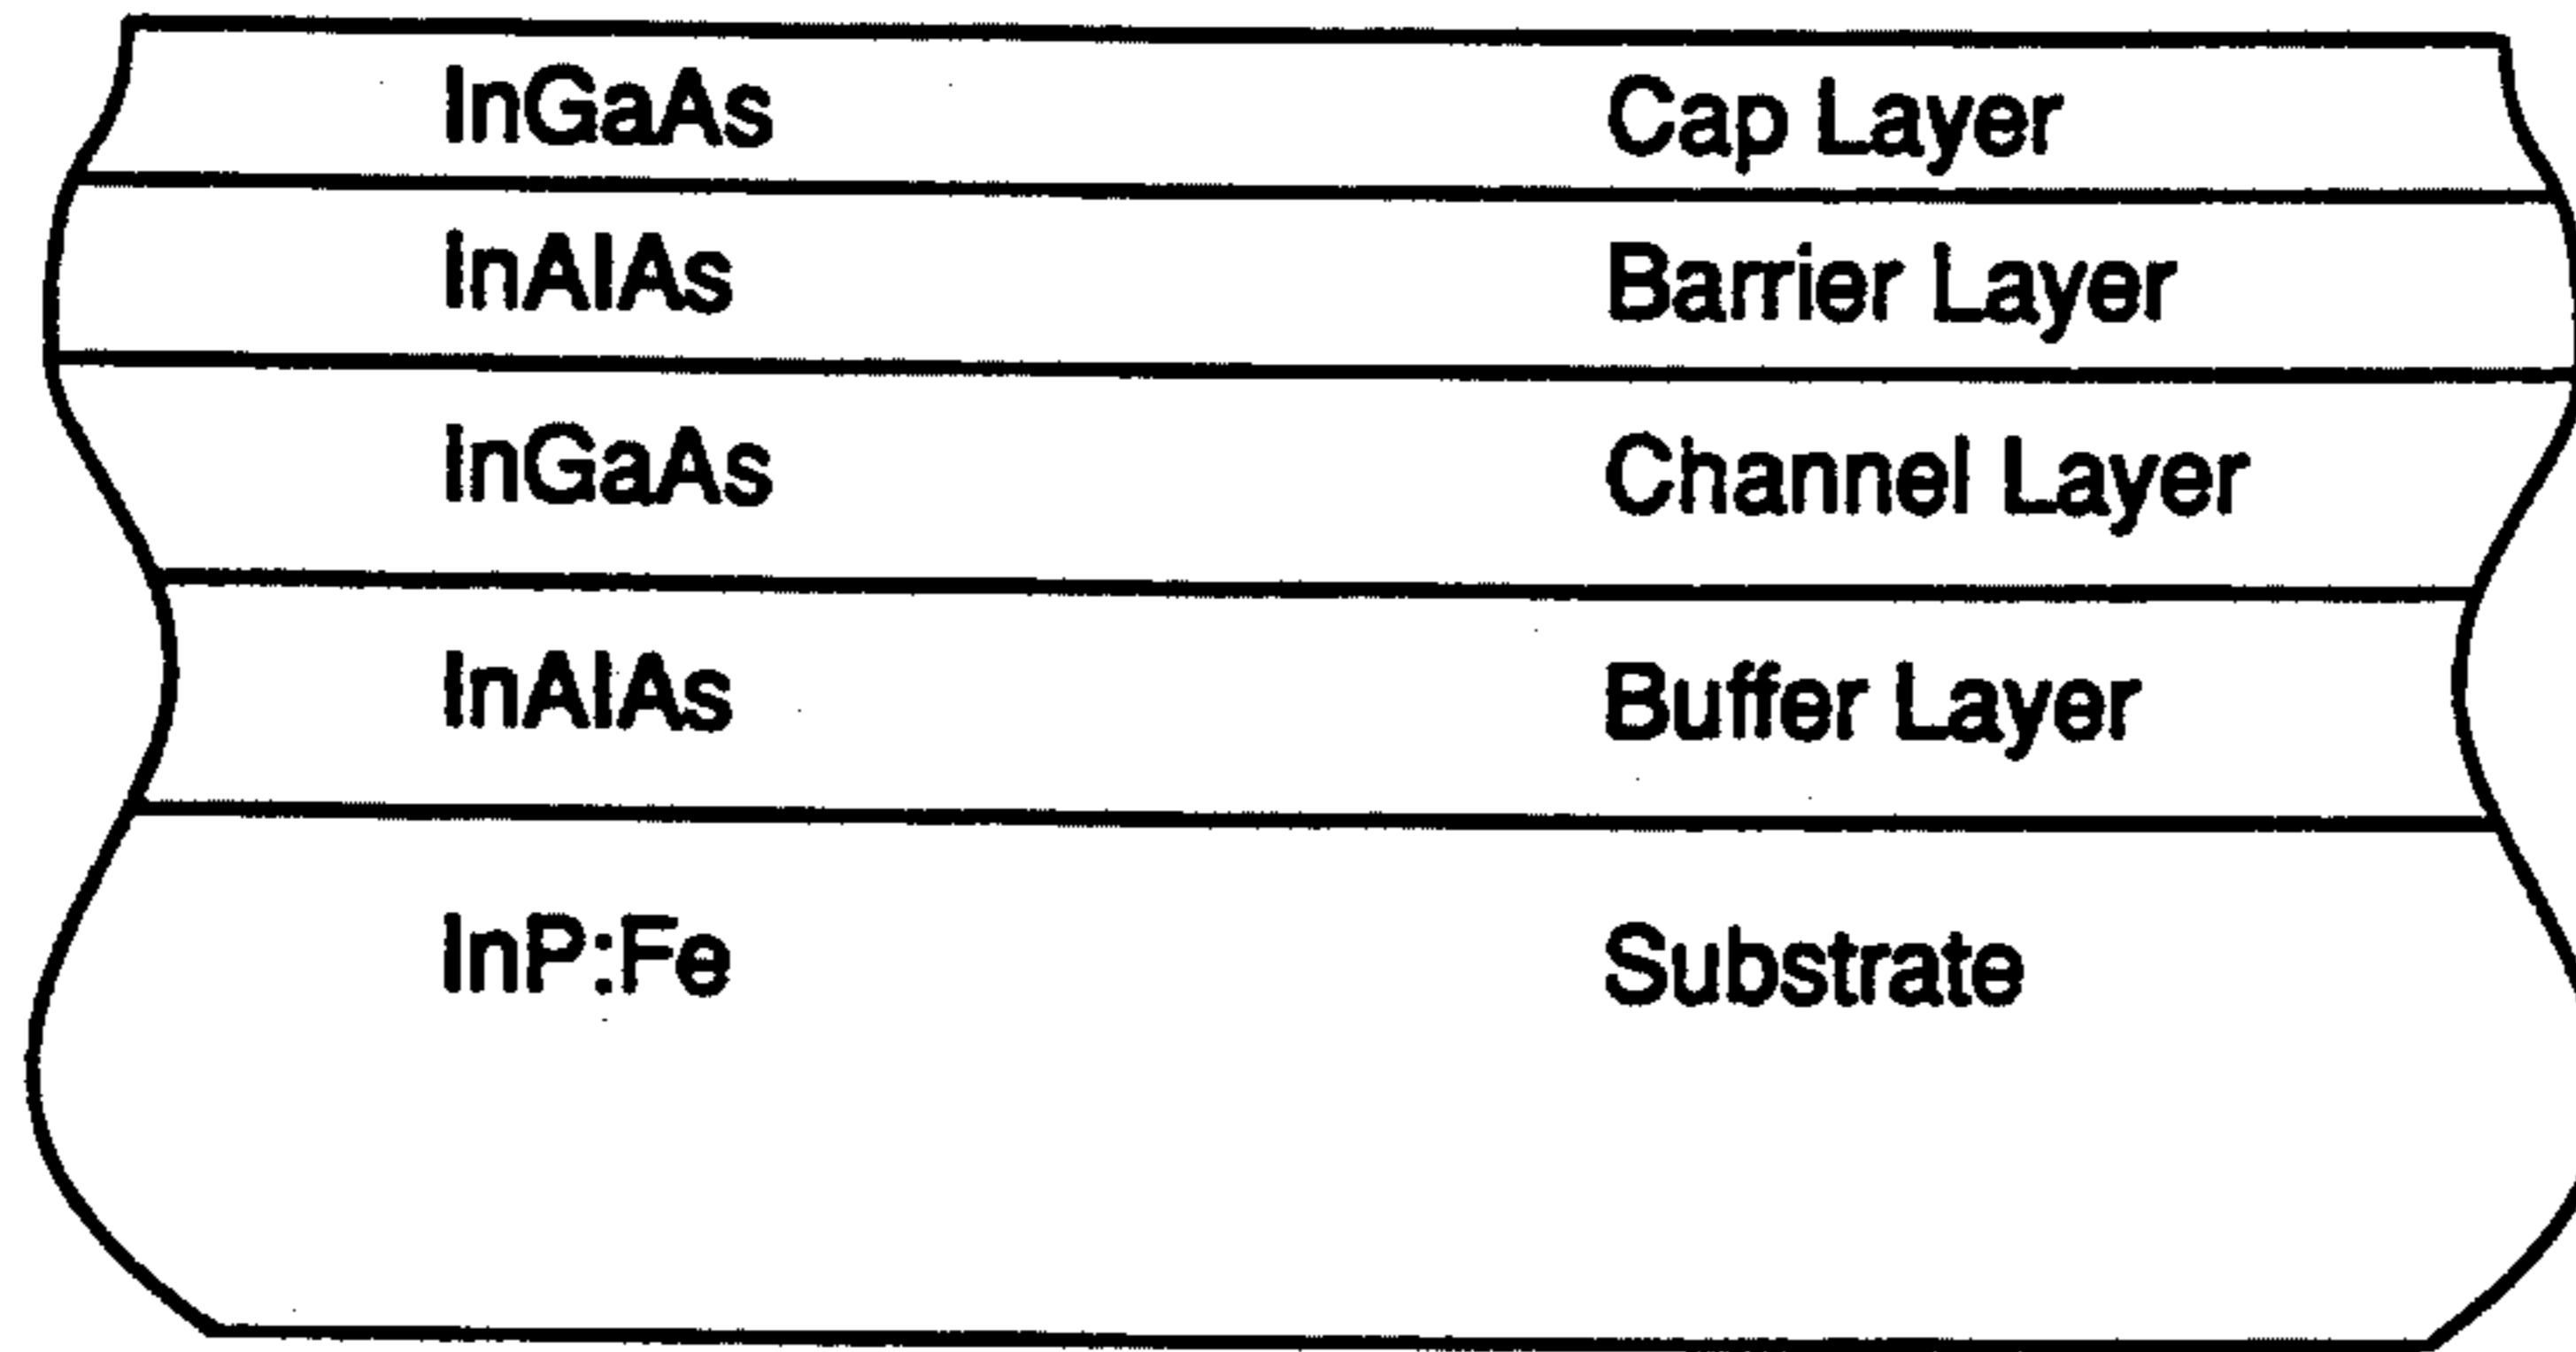 InGaAs Cap Layer
InAlAs Barrier Layer
InGaAs Channel Layer
InAlAs Buffer Layer
InP:Fe Substrate